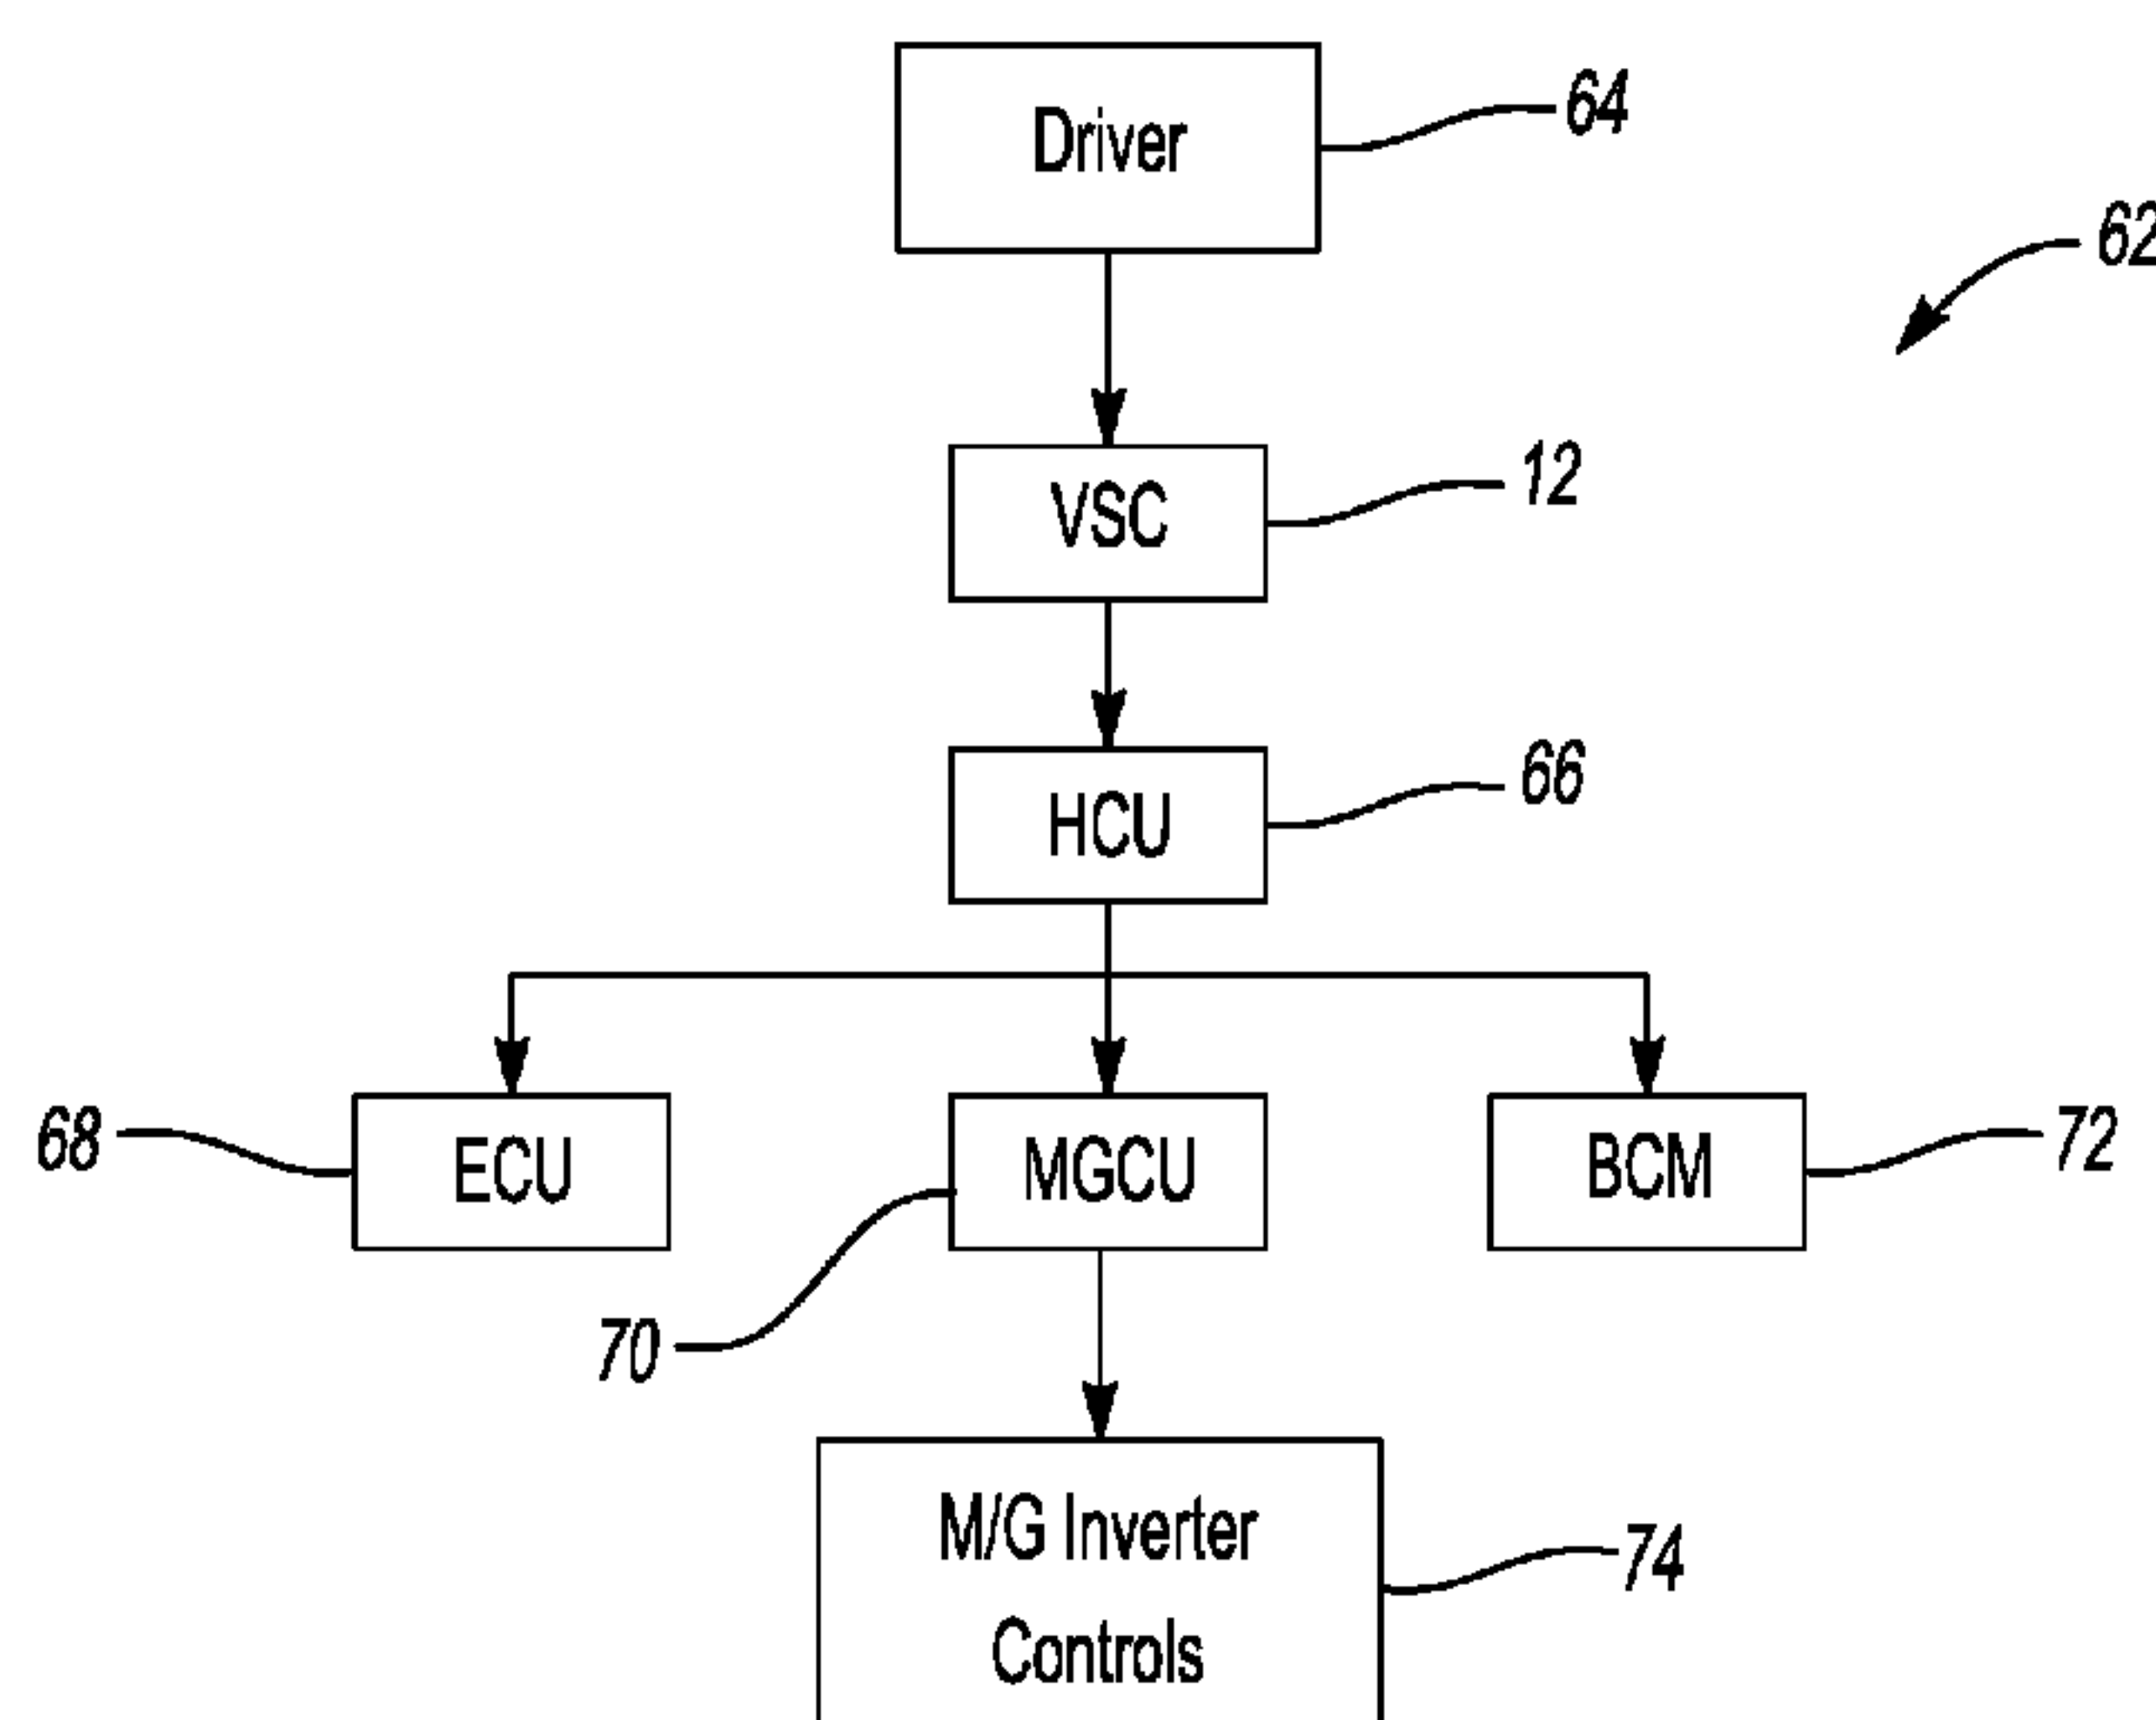 Driver
64
62
VSC
12
HCU
66
68
ECU
MGCU
BCM
72
70
M/G Inverter
Controls
74